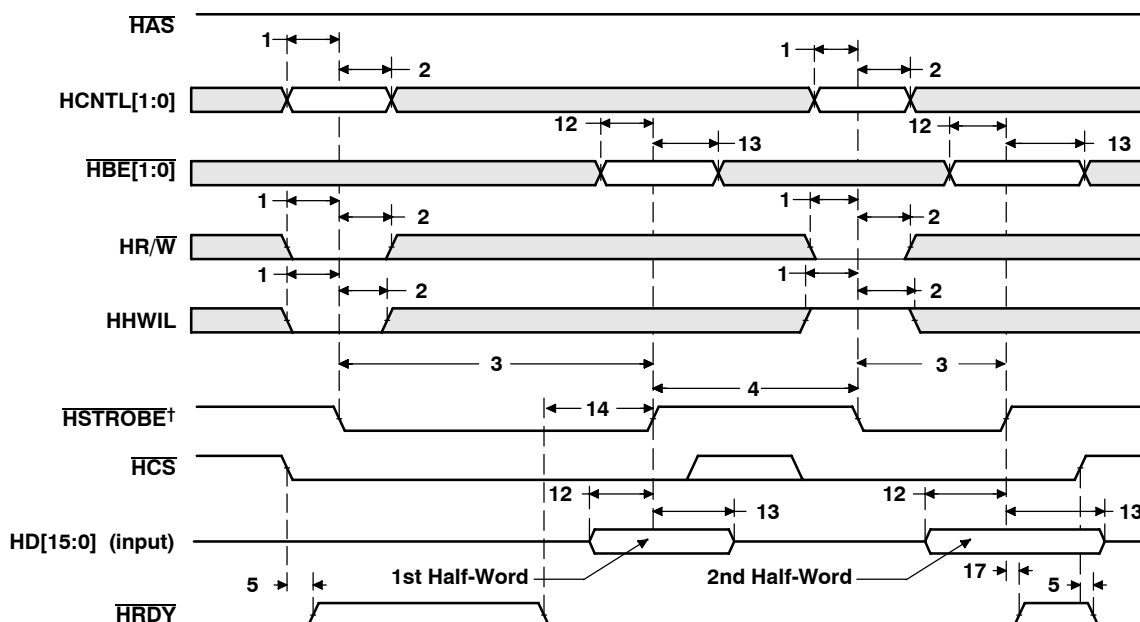 HAS
1
1
2
2
HCNTL[1:0]
12
13
12
13
HBE[1:0]
1
2
1
2
HR/W
1
2
1
2
HHWIL
3
3
4
14
HSTROBE†
HCS
12
13
12
13
HD[15:0] (input)
1st Half-Word
2nd Half-Word
5
17
5
HRDY